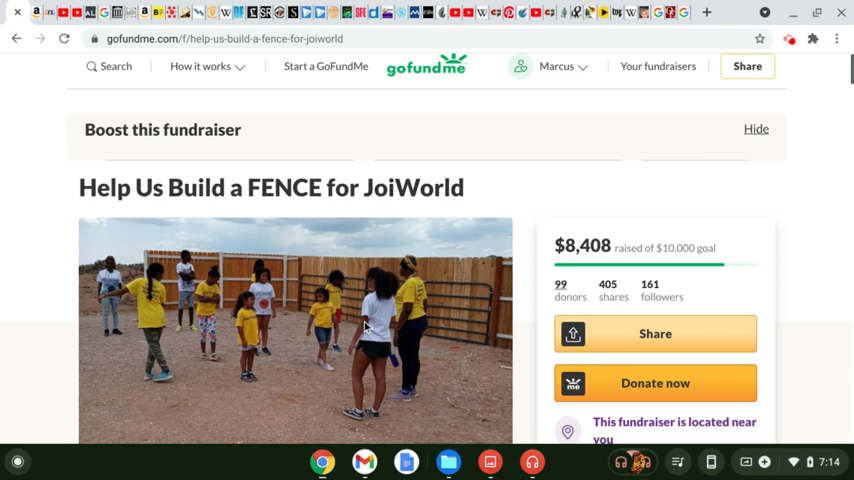 gofundme.com/f/help-us-build-a-fence-for-joiworld
Search
How it works
Start a GoFundMe
gofundme
Marcus
Your fundraisers
Share
Boost this fundraiser
Hide
Help Us Build a FENCE for JoiWorld
$8,408 raised of $10,000 goal
99 405 161
donors shares followers
Share
me Donate now
This fundraiser is located near
you
7:14